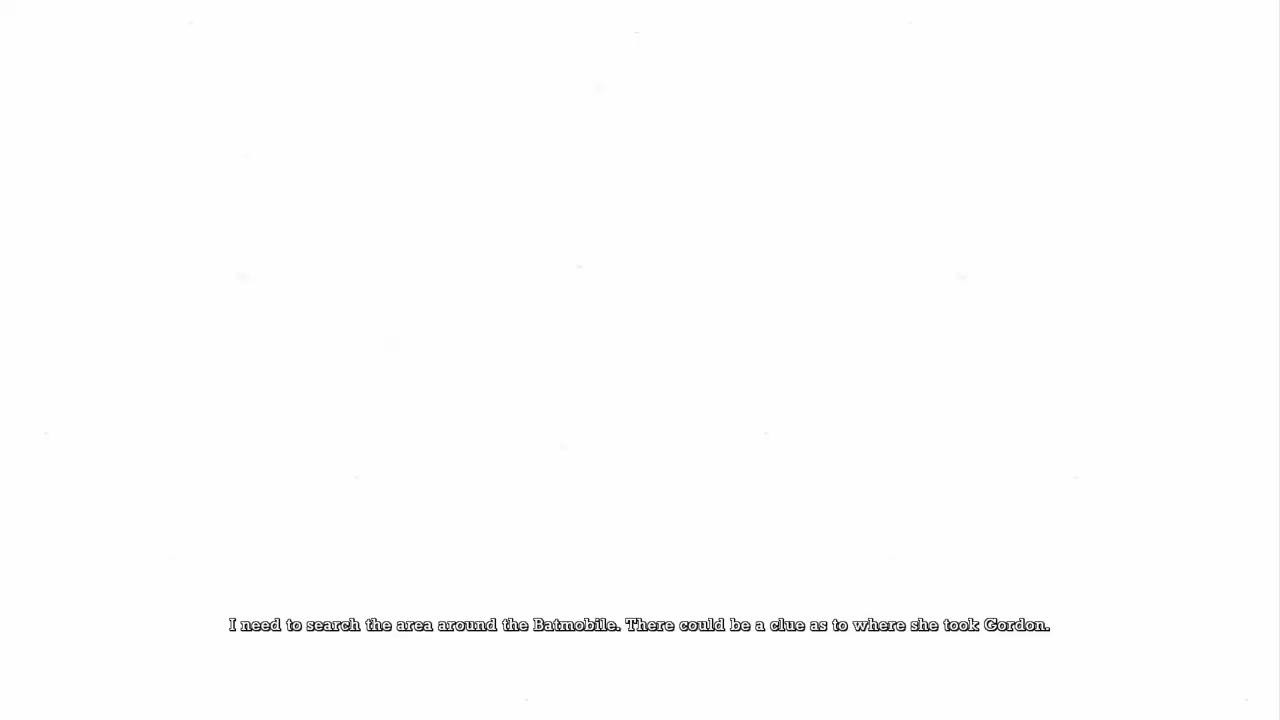 I need to search the area around the Batmobile. There could be a clue as to where she took Gordon.